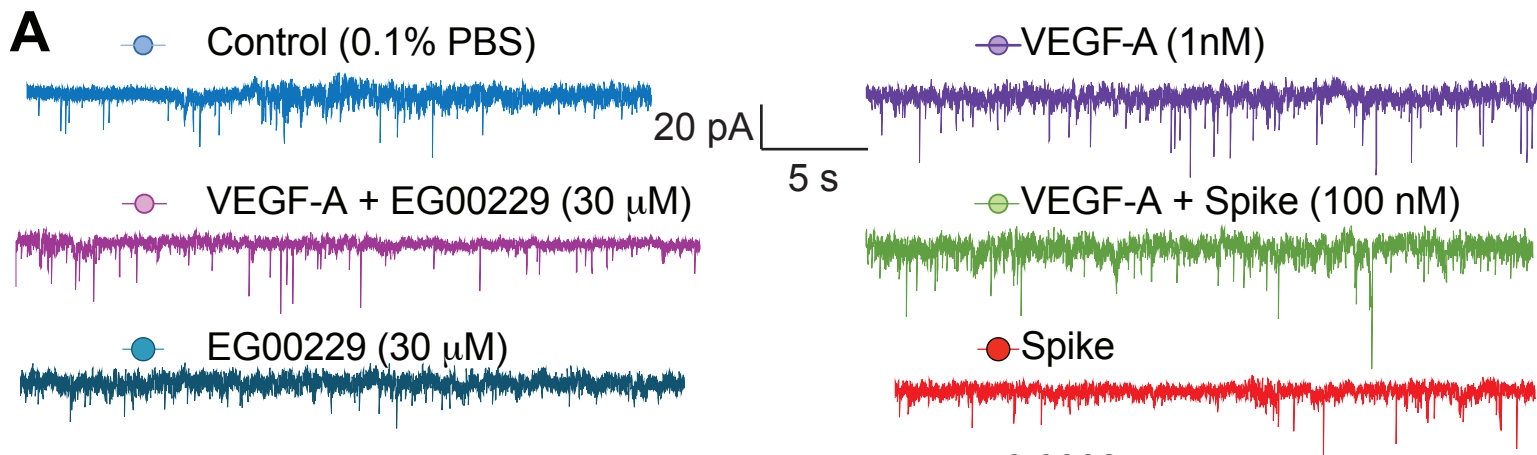 A
Control (0.1% PBS)
VEGF-A (1nM)
20 pA
5 s
VEGF-A + EG00229 (30 μM)
VEGF-A + Spike (100 nM)
EG00229 (30 μM)
Spike